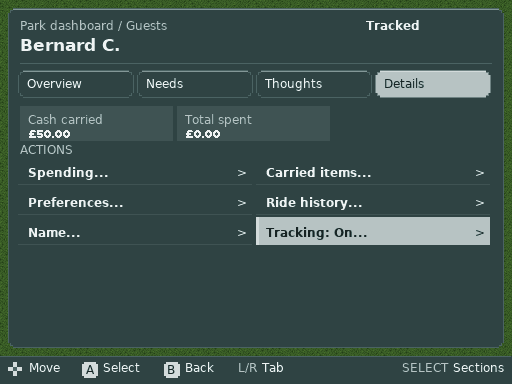 Park dashboard / Guests
Tracked
Bernard C.
Overview
Needs
Thoughts
Details
Cash carried
£50.00
Total spent
£0.00
ACTIONS
Spending... >
Carried items... >
Preferences... >
Ride history... >
Name... >
Tracking: On... >
Move
A Select
B Back
L/R Tab
SELECT Sections